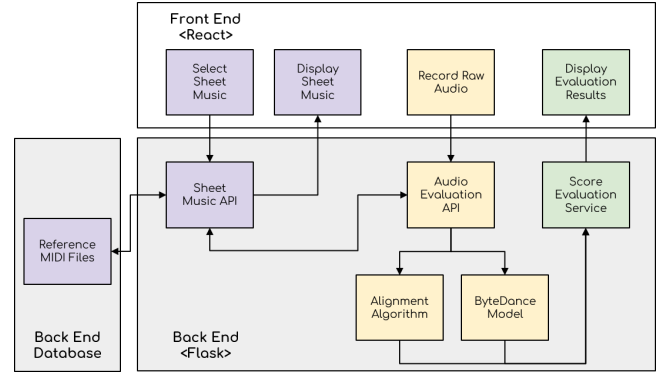 Front End
<React>
Select
Sheet
Music
Display
Sheet
Music
Record Raw
Audio
Display
Evaluation
Results
Sheet
Music API
Audio
Evaluation
API
Score
Evaluation
Service
Reference
MIDI Files
Alignment
Algorithm
ByteDance
Model
Back End
Database
Back End
<Flask>